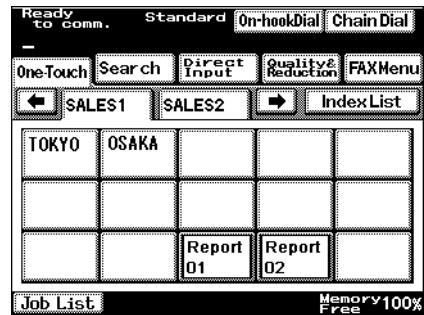 Ready to comm. Standard On-hookDial Chain Dial
One-Touch Search Direct Input Quality& Reduction FAXMenu
SALES1 SALES2 IndexList
TOKYO OSAKA
Report 01 Report 02
Job List Memory Free 100%